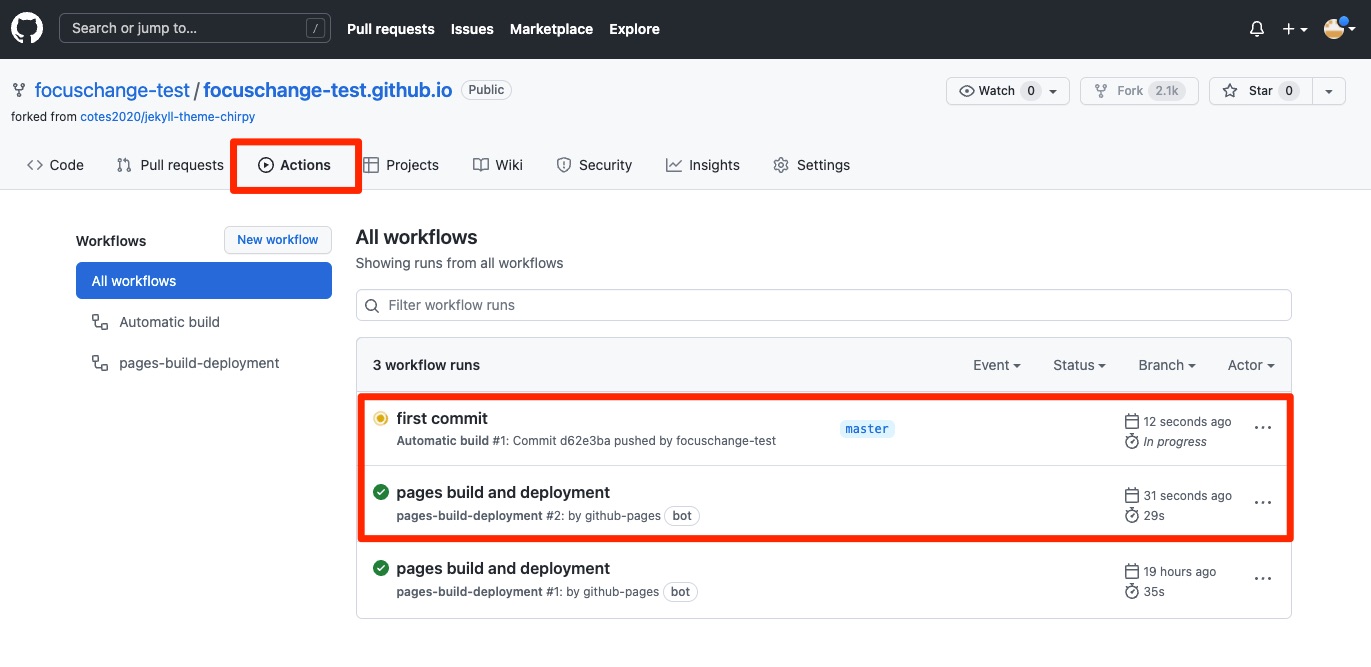 Search or jump to... /
Pull requests Issues Marketplace Explore
focuschange-test / focuschange-test.github.io Public
Watch 0 Fork 2.1k Star 0
forked from cotes2020/jekyll-theme-chirpy
Code Pull requests Actions Projects Wiki Security Insights Settings
Workflows New workflow
All workflows
Automatic build
pages-build-deployment
All workflows
Showing runs from all workflows
Filter workflow runs
3 workflow runs Event Status Branch Actor
first commit
Automatic build #1: Commit d62e3ba pushed by focuschange-test
master
12 seconds ago
In progress
pages build and deployment
pages-build-deployment #2: by github-pages bot
31 seconds ago
29s
pages build and deployment
pages-build-deployment #1: by github-pages bot
19 hours ago
35s